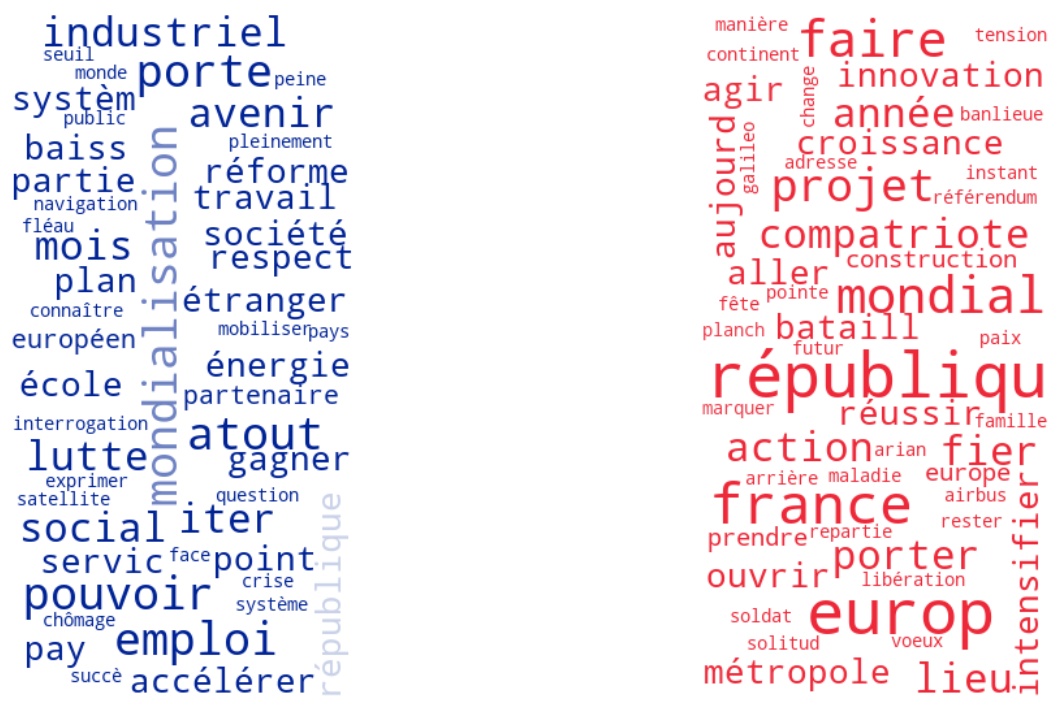 industriel
seuil
monde
porte
peine
systèm
public
avenir
pleinement
baiss
réforme
partie
travail
navigation
fléau
société
mois
respect
plan
étranger
connaître
mobiliser
pays
européen
énergie
école
partenaire
mondialisation
interrogation
atout
lutte
gagner
exprimer
satellite
question
social
iter
servic
face
point
crise
pouvoir
système
chômage
république
emploi
pay
succè
accélérer
manière
faire
tension
continent
innovation
agir
change
année
banlieue
croissance
aujourd
galileo
adresse
instant
projet
référendum
compatriote
construction
aller
pointe
mondial
fête
planch
bataill
paix
futur
républiqu
marquer
réussir
famille
action
arian
fier
arrière
maladie
europe
france
airbus
rester
prendre
repartie
porter
intensifier
ouvrir
libération
soldat
europ
solitud
voeux
métropole
lieu